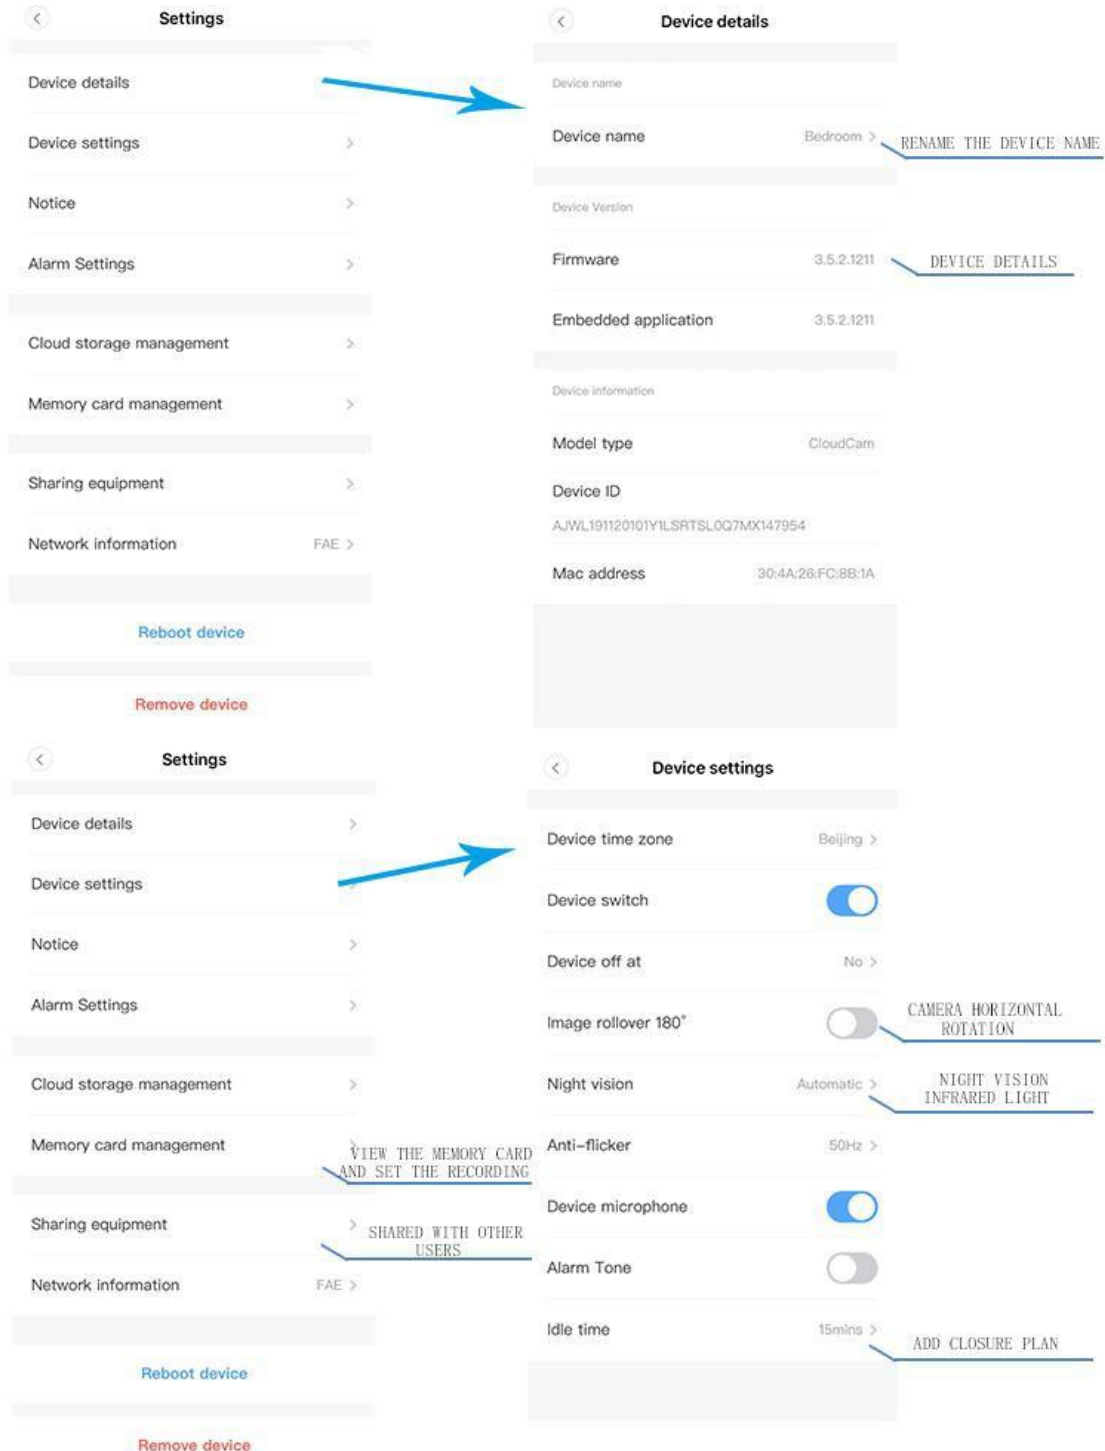 Settings
Device details
Device settings
Notice
Alarm Settings
Cloud storage management
Memory card management
Sharing equipment
Network information FAE
Reboot device
Remove device
Device details
Device name
Device name Bedroom
RENAME THE DEVICE NAME
Device Version
Firmware 3.5.2.1211
DEVICE DETAILS
Embedded application 3.5.2.1211
Device information
Model type CloudCam
Device ID
AJWL191120101Y1LSRTSL0Q7MX147954
Mac address 30:4A:26:FC:8B:1A
Settings
Device details
Device settings
Notice
Alarm Settings
Cloud storage management
Memory card management
VIEW THE MEMORY CARD
AND SET THE RECORDING
Sharing equipment
SHARED WITH OTHER
USERS
Network information FAE
Reboot device
Remove device
Device settings
Device time zone Beijing
Device switch
Device off at No
Image rollover 180°
CAMERA HORIZONTAL
ROTATION
Night vision Automatic
NIGHT VISION
INFRARED LIGHT
Anti-flicker 50Hz
Device microphone
Alarm Tone
Idle time 15mins
ADD CLOSURE PLAN